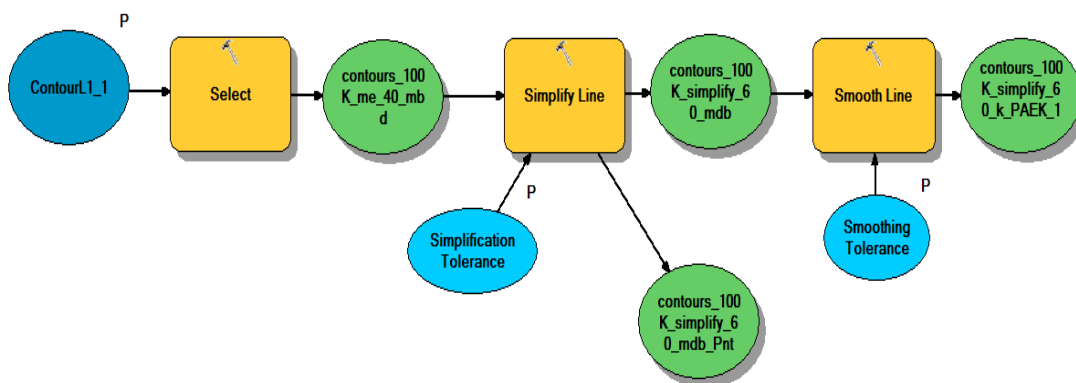 P
ContourL1_1
Select
contours_100
K_me_40_mb
d
Simplify Line
contours_100
K_simplify_6
0_mdb
Smooth Line
contours_100
K_simplify_6
0_k_PAEK_1
P
Simplification
Tolerance
P
Smoothing
Tolerance
contours_100
K_simplify_6
0_mdb_Pnt